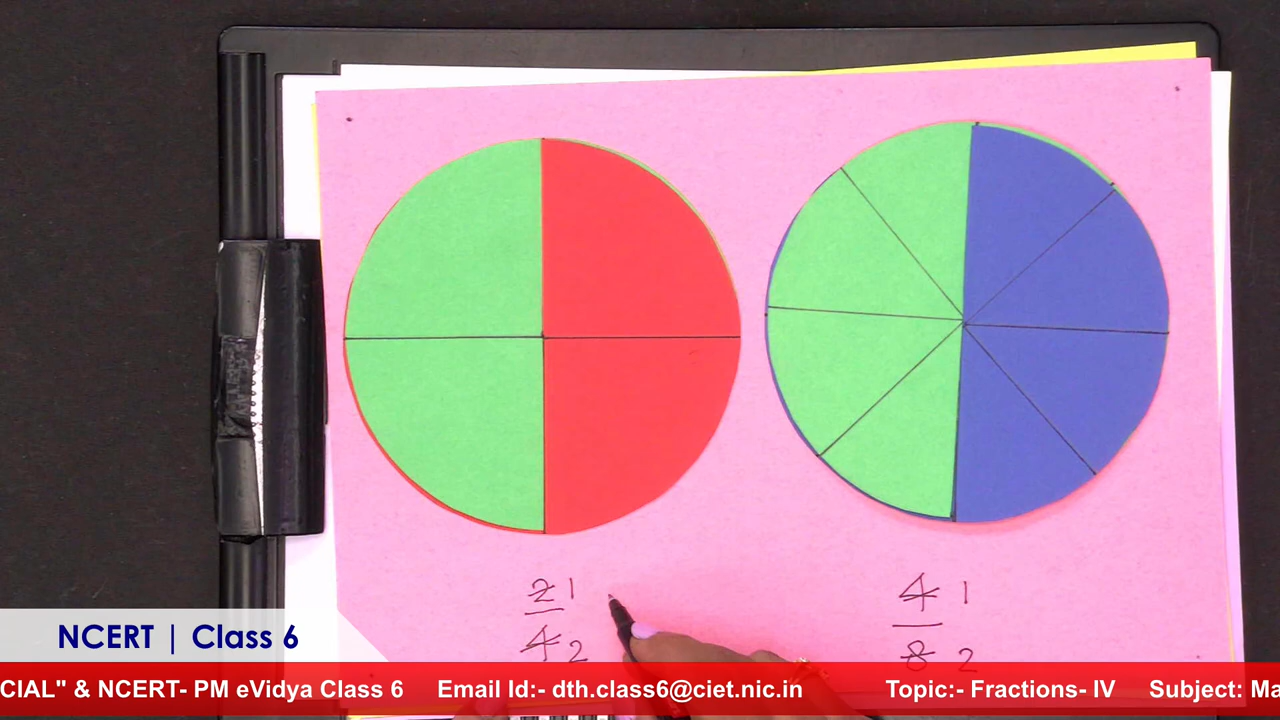 2 1
4 2
4 1
8 2
NCERT | Class 6
CIAL" & NCERT- PM eVidya Class 6 Email Id:- dth.class6@ciet.nic.in Topic:- Fractions- IV Subject: Ma